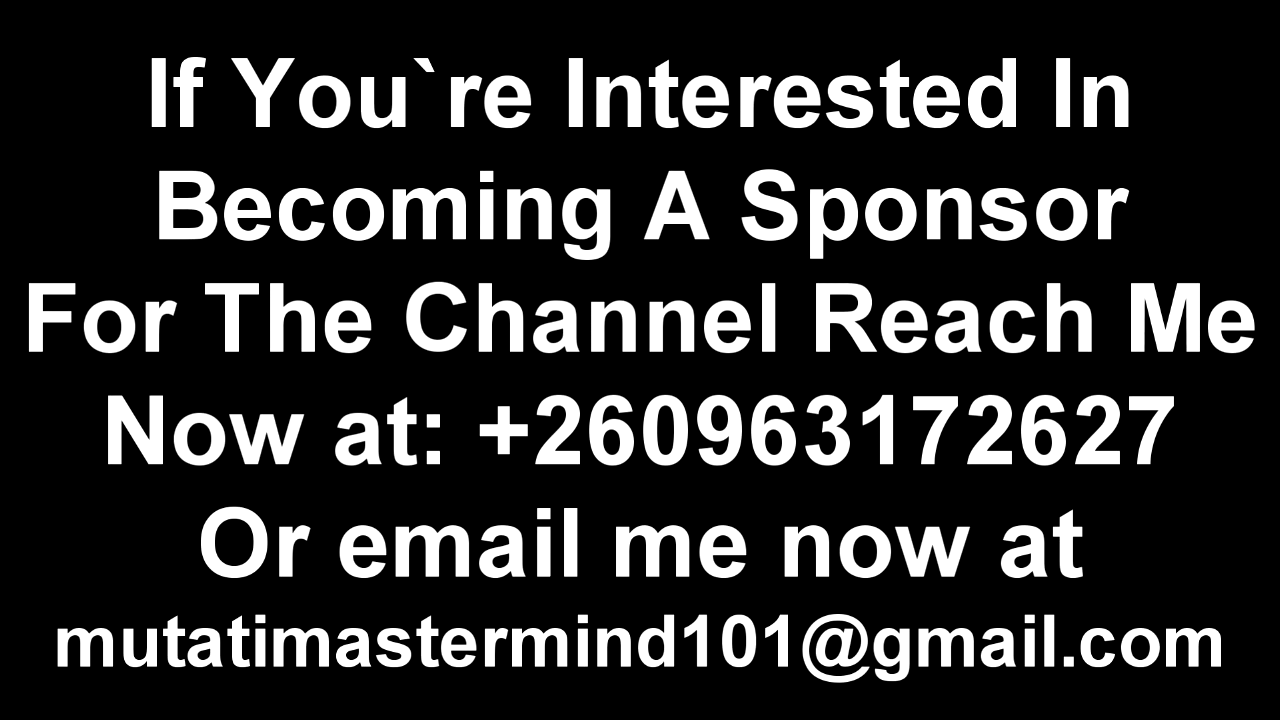 If You`re Interested In
Becoming A Sponsor
For The Channel Reach Me
Now at: +260963172627
Or email me now at
mutatimastermind101@gmail.com